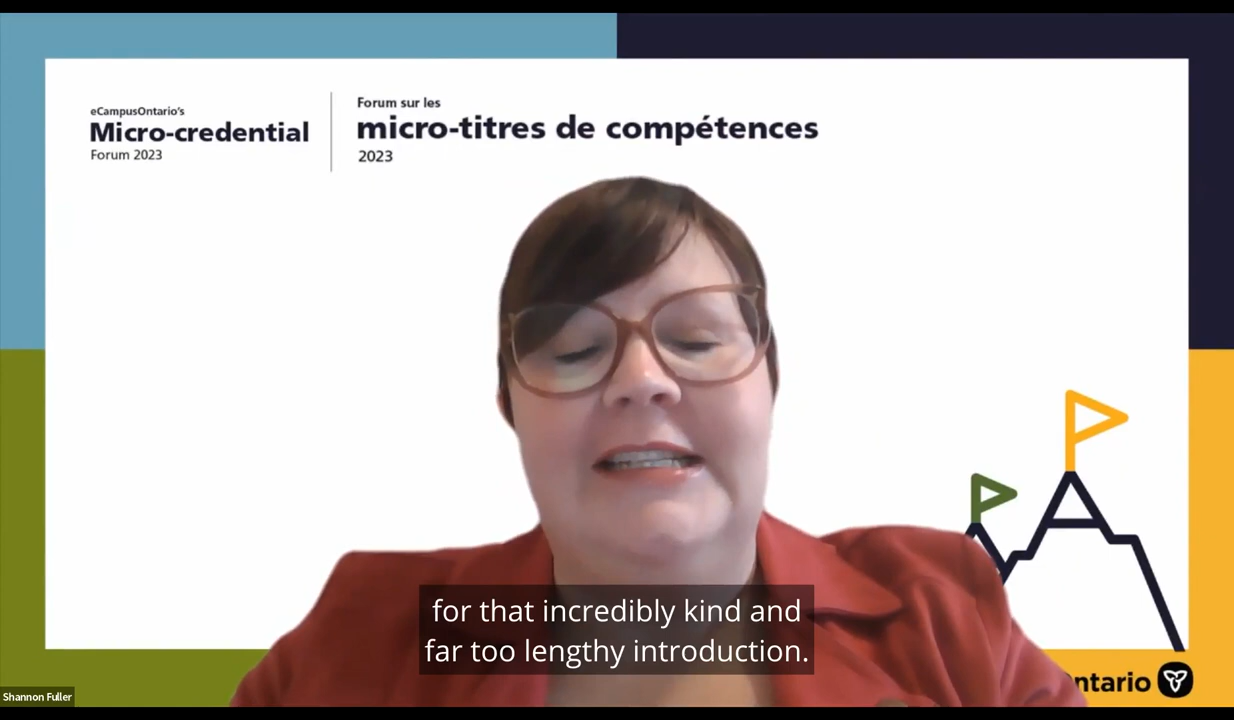 eCampusOntario's
Micro-credential
Forum 2023
Forum sur les
micro-titres de compétences
2023
for that incredibly kind and
far too lengthy introduction.
Shannon Fuller
ntario